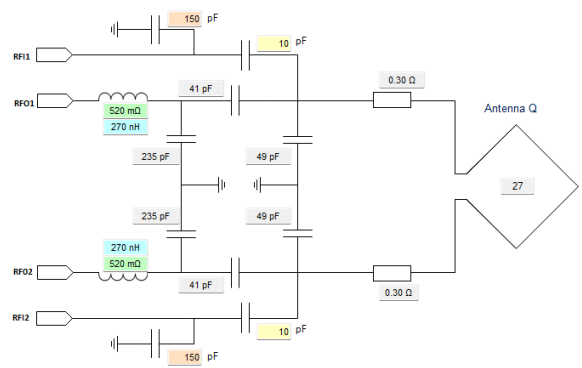 150 pF
10 pF
RFI1
41 pF
0.30 Ω
RFO1
520 mΩ
270 nH
Antenna Q
235 pF
49 pF
27
235 pF
49 pF
270 nH
520 mΩ
RFO2
41 pF
0.30 Ω
RFI2
10 pF
150 pF